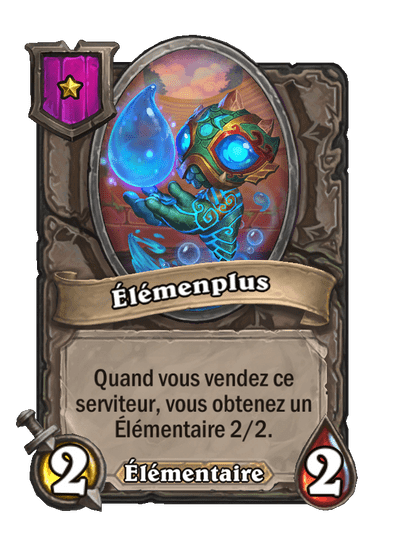 Élémenplus
Quand vous vendez ce
serviteur, vous obtenez un
Élémentaire 2/2.
2
Élémentaire
2